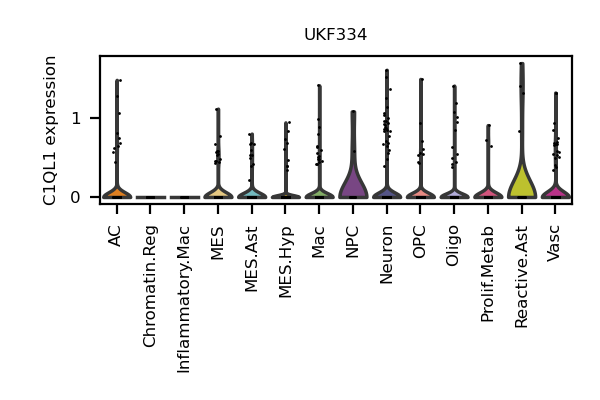 UKF334
C1QL1 expression
1
0
AC
Chromatin.Reg
Inflammatory.Mac
MES
MES.Ast
MES.Hyp
Mac
NPC
Neuron
OPC
Oligo
Prolif.Metab
Reactive.Ast
Vasc